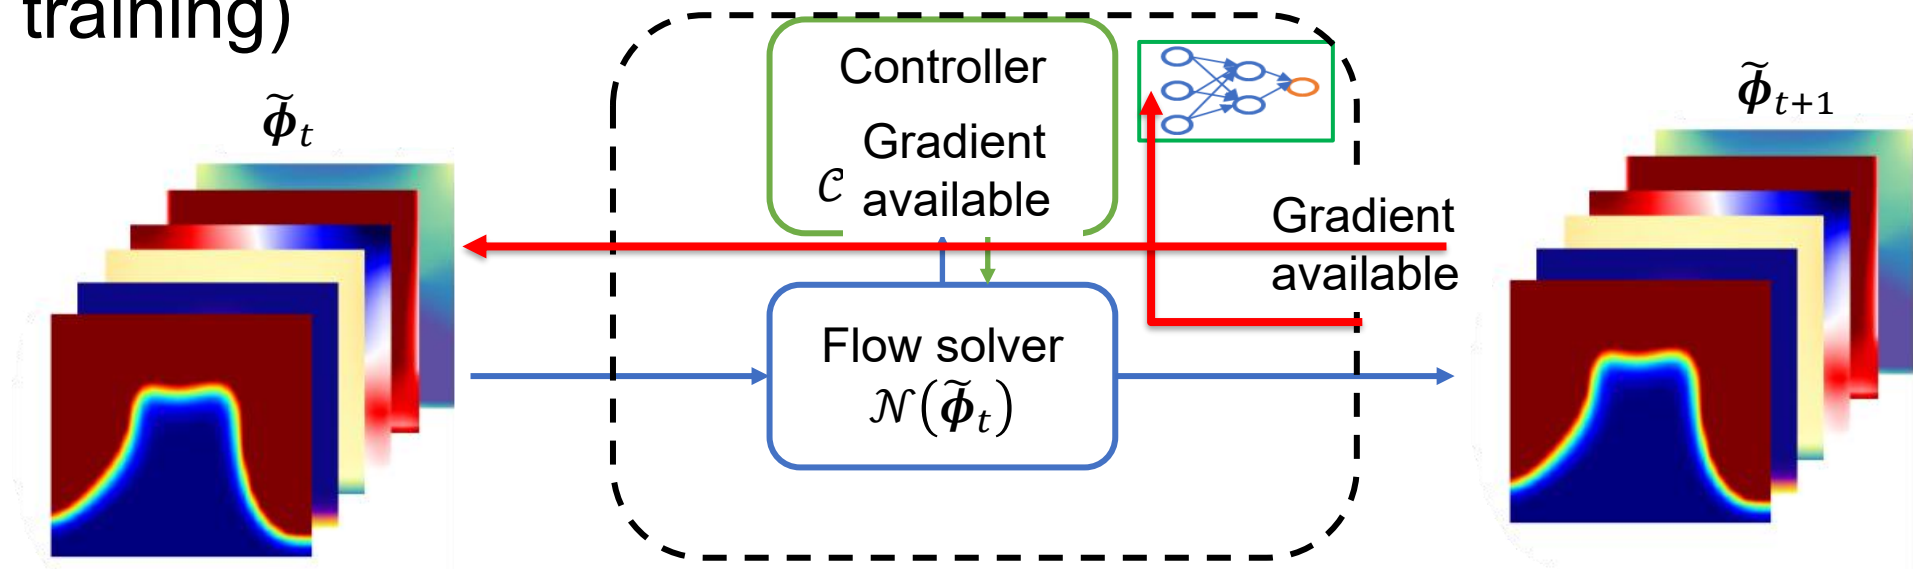 training)
ϕ̃ₜ
Controller
Gradient
𝒞 available
Gradient
available
Flow solver
𝒩(ϕ̃ₜ)
ϕ̃ₜ₊₁